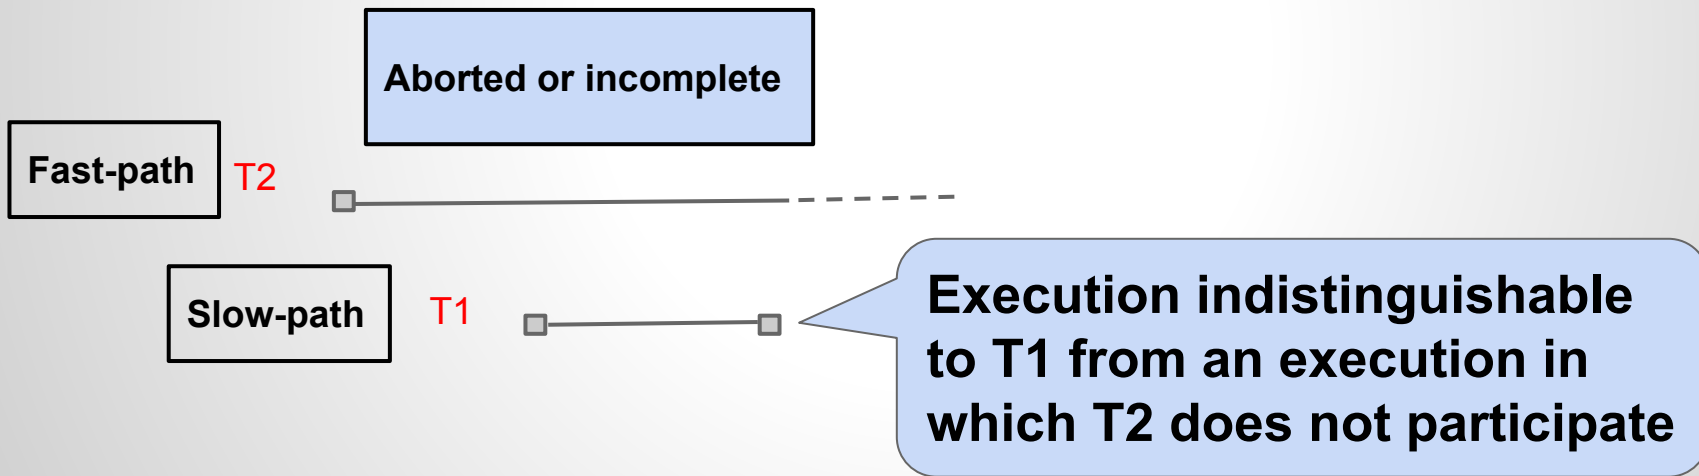 Aborted or incomplete
Fast-path
T2
Slow-path
T1
Execution indistinguishable
to T1 from an execution in
which T2 does not participate